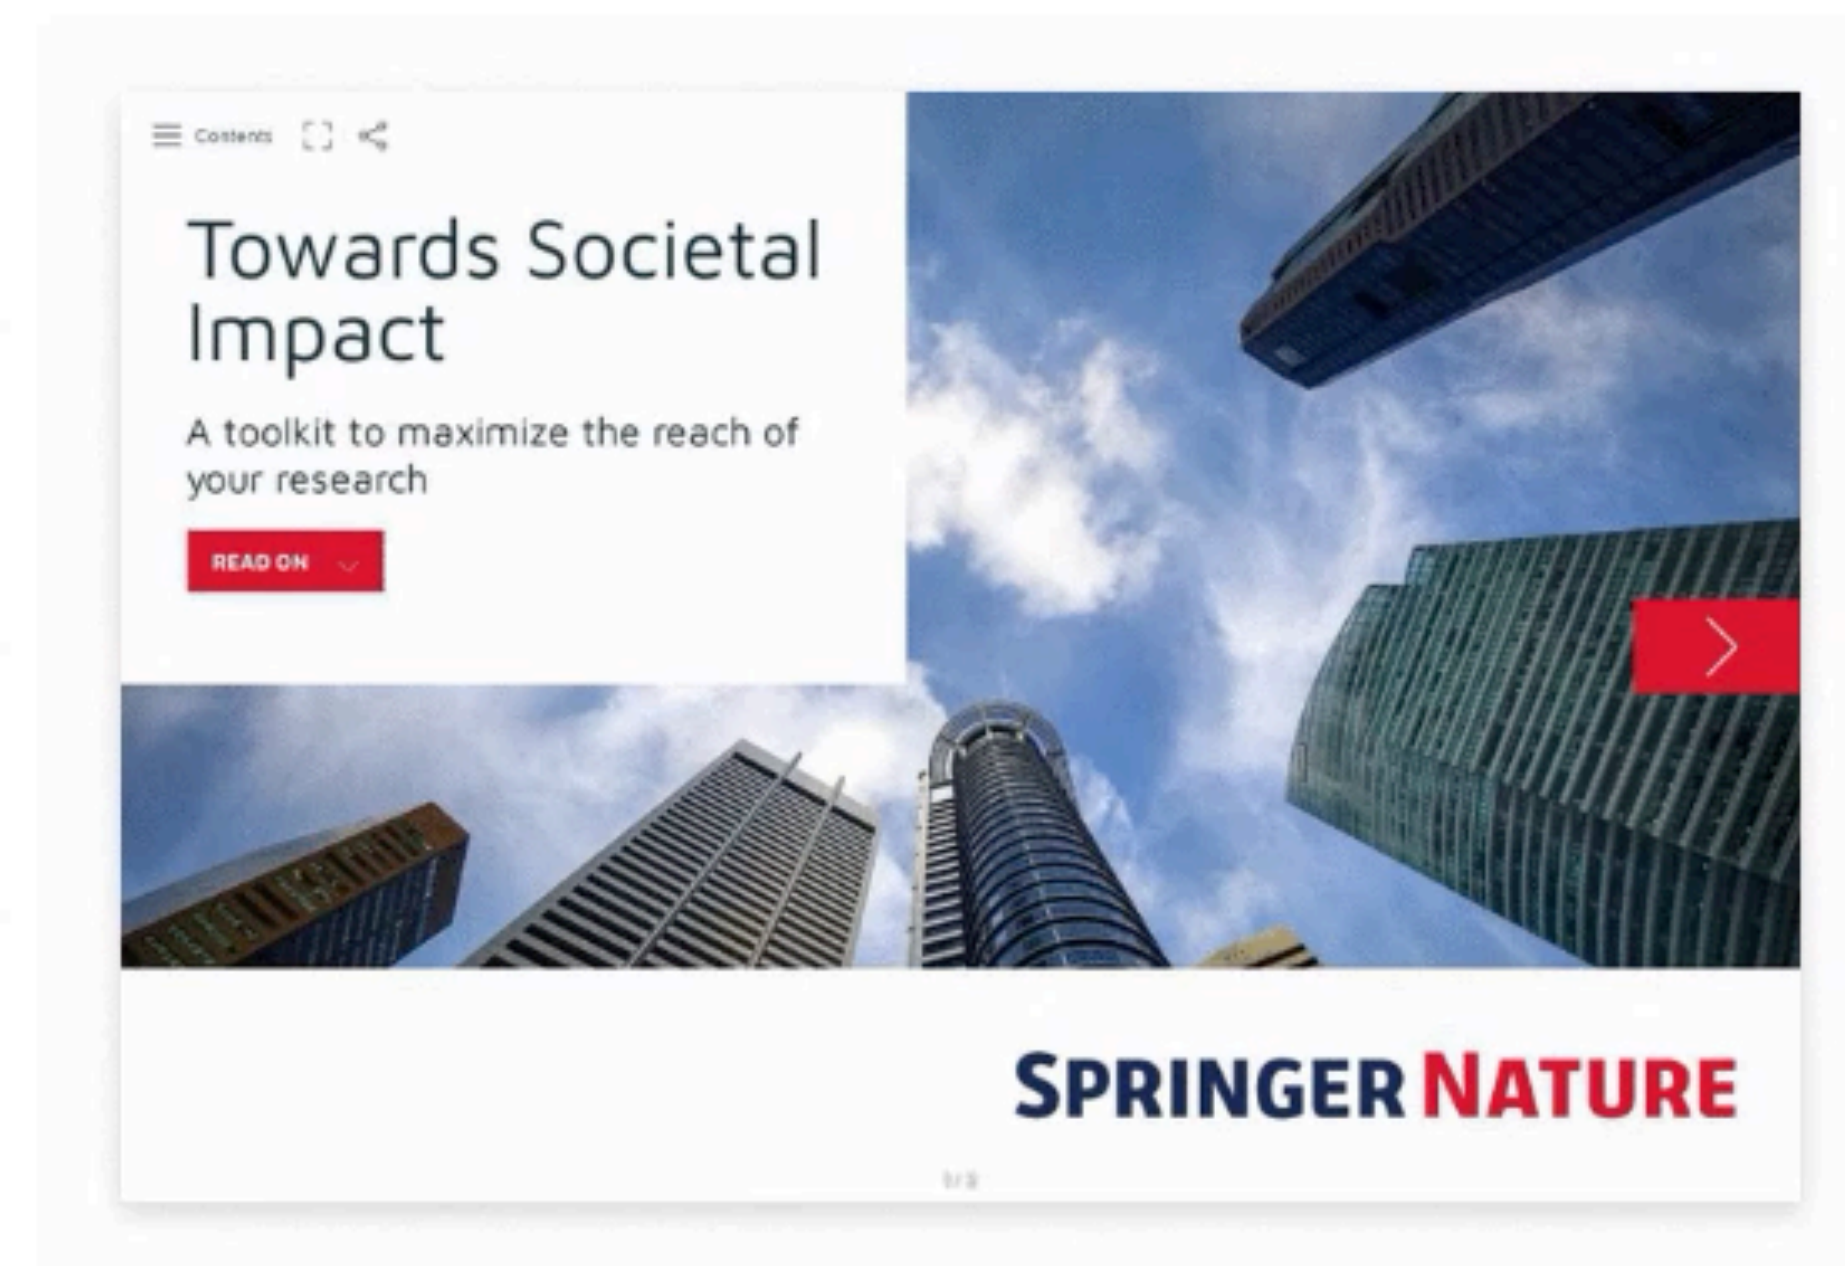 Contents
Towards Societal
Impact
A toolkit to maximize the reach of
your research
READ ON
SPRINGER NATURE